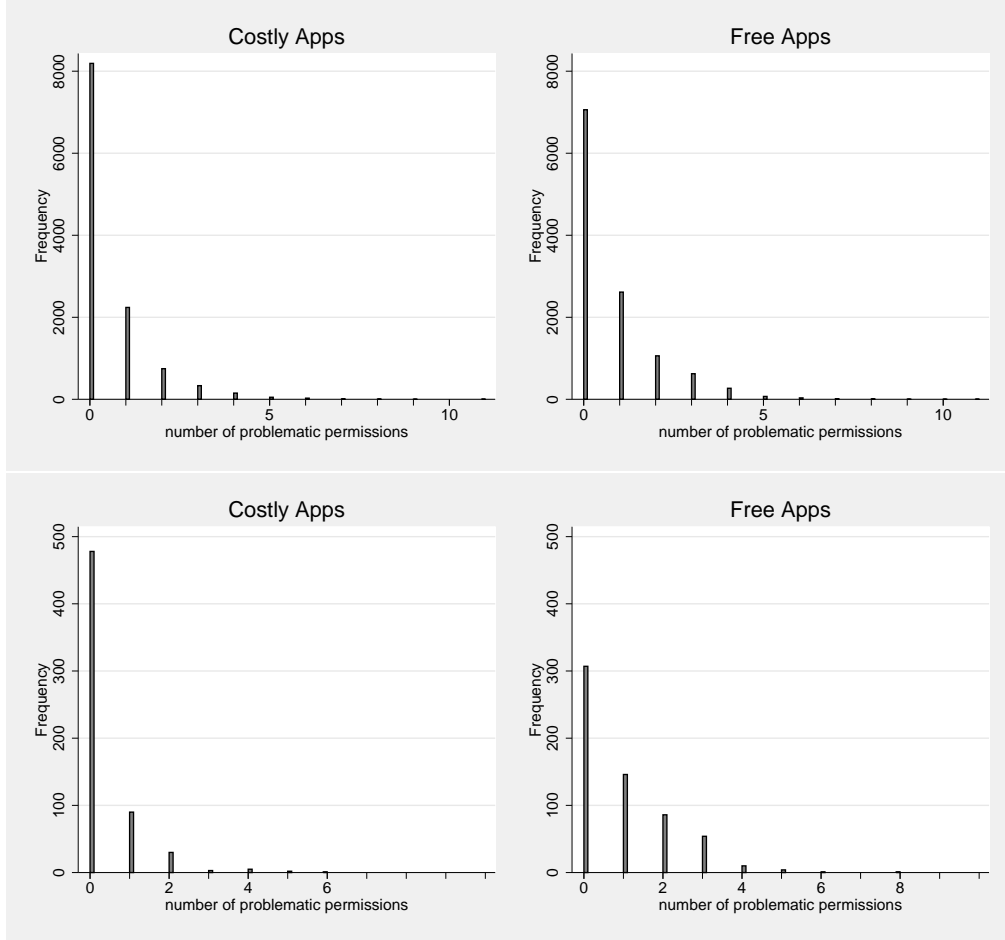 Costly Apps
Free Apps
Frequency
0 2000 4000 6000 8000
0 5 10
number of problematic permissions
Frequency
0 2000 4000 6000 8000
0 5 10
number of problematic permissions
Costly Apps
Free Apps
Frequency
0 100 200 300 400 500
0 2 4 6
number of problematic permissions
Frequency
0 100 200 300 400 500
0 2 4 6 8
number of problematic permissions